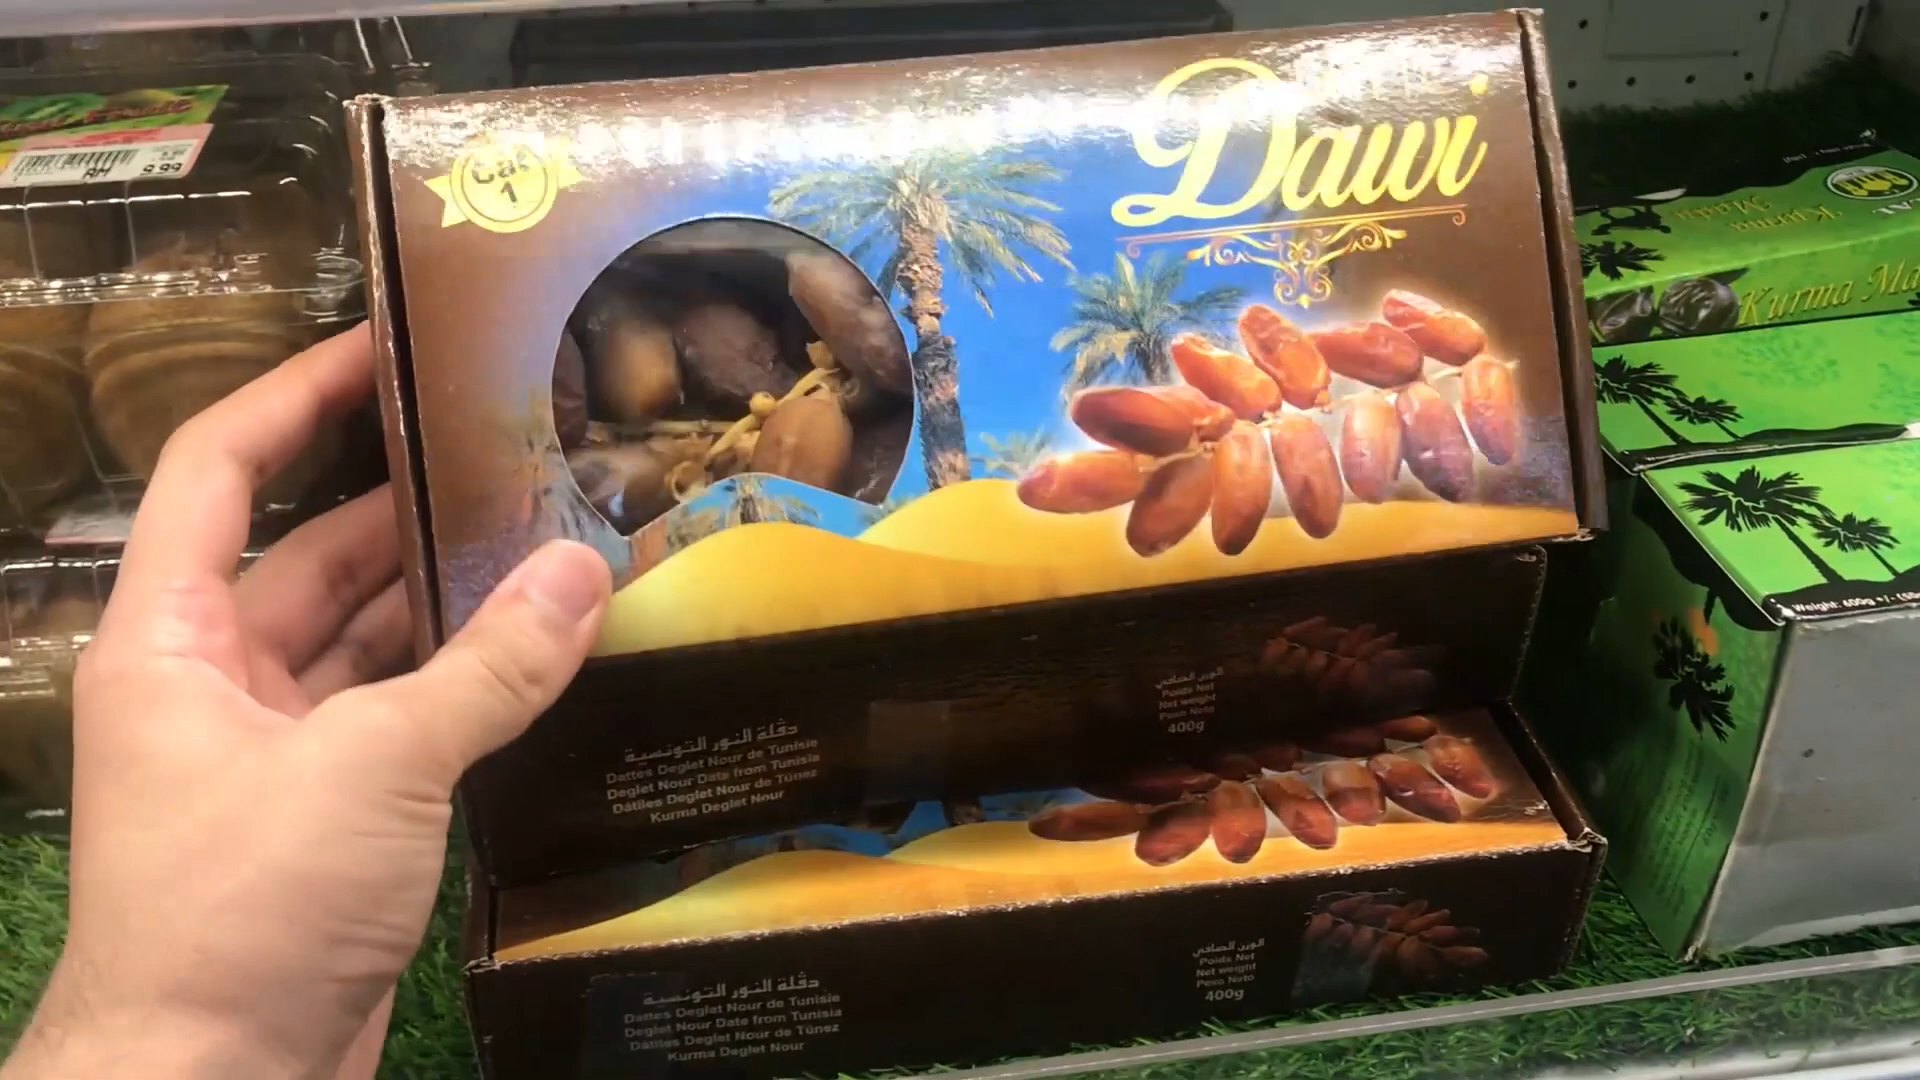 RM 9.99
Cat
1
Dawi
دڤلة النور التونسية
Dattes Deglet Nour de Tunisie
Deglet Nour Date from Tunisia
Dátiles Deglet Nour de Túnez
Kurma Deglet Nour
الوزن الصافي
Poids Net
Net weight
Peso Neto
400g
دڤلة النور التونسية
Dattes Deglet Nour de Tunisie
Deglet Nour Date from Tunisia
Dátiles Deglet Nour de Túnez
Kurma Deglet Nour
الوزن الصافي
Poids Net
Net weight
Peso Neto
400g
Kurma
Kurma
Weight: 400g +/-